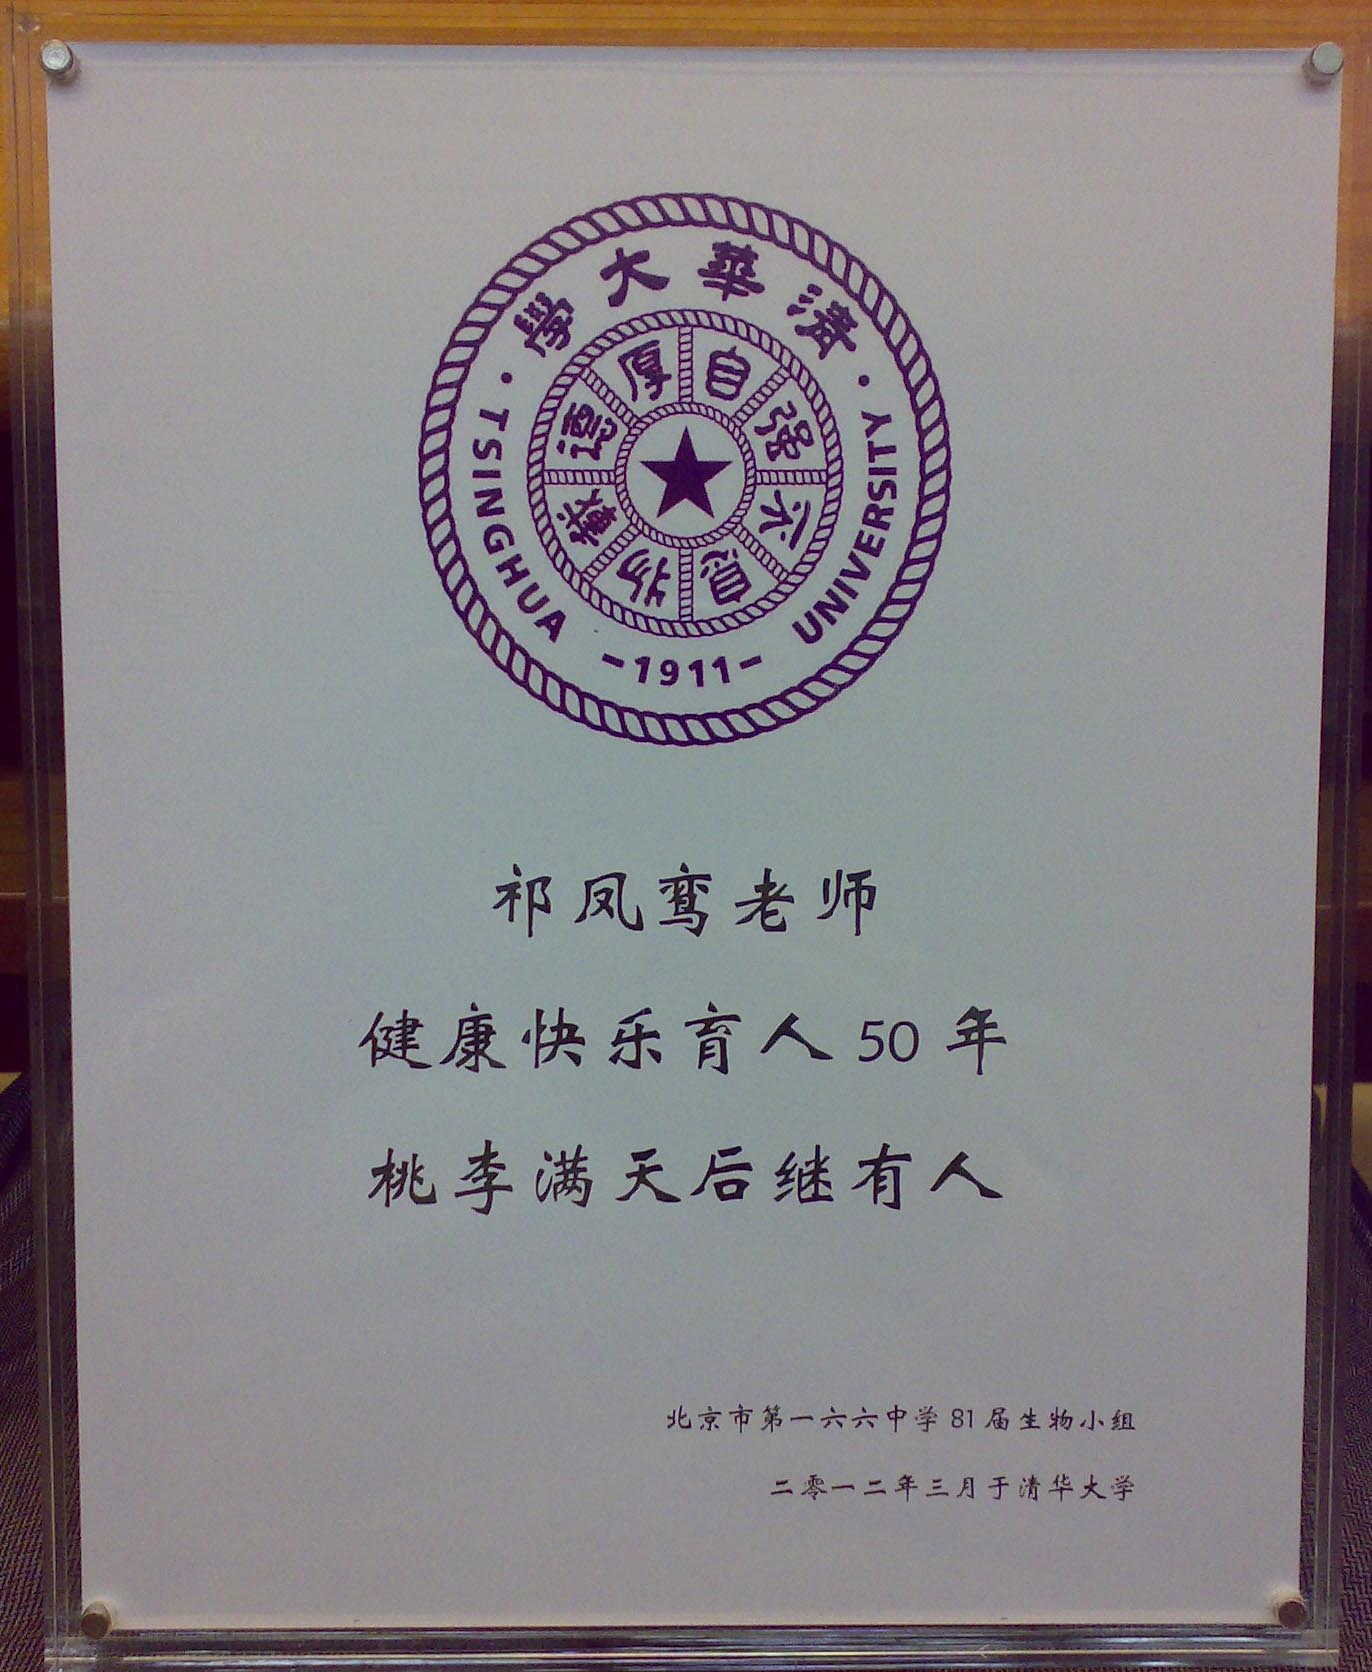 清華大學
自强不息
厚德載物
TSINGHUA UNIVERSITY
-1911-
祁凤鸾老师
健康快乐育人50年
桃李满天后继有人
北京市第一六六中学81届生物小组
二零一二年三月于清华大学